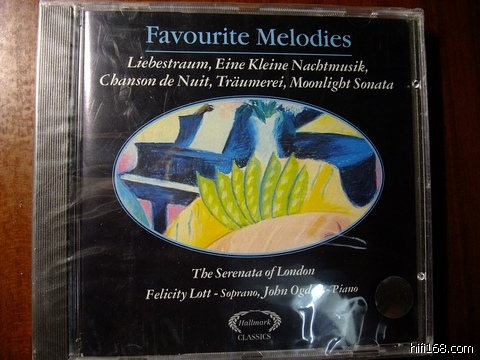 Favourite Melodies
Liebestraum, Eine Kleine Nachtmusik,
Chanson de Nuit, Träumerei, Moonlight Sonata
The Serenata of London
Felicity Lott - Soprano, John Ogdon - Piano
Hallmark
CLASSICS
hifi168.com